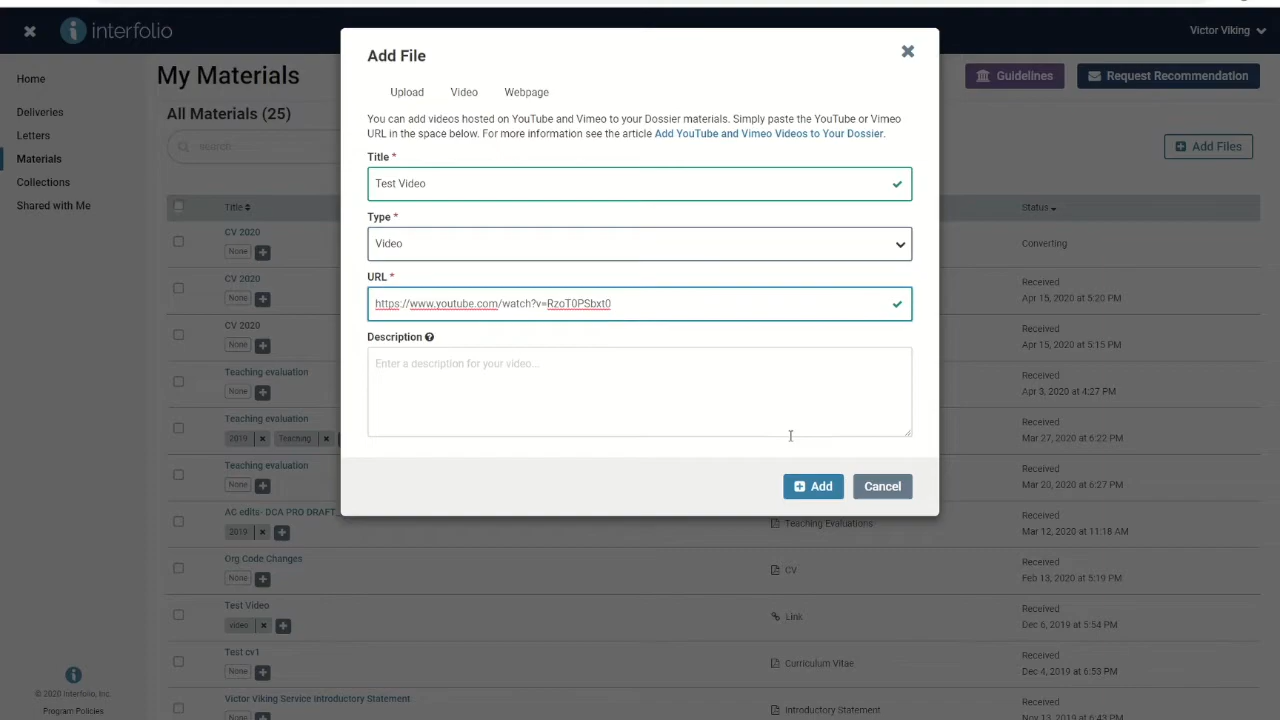 interfolio
Victor Viking
Add File
Upload
Video
Webpage
You can add videos hosted on YouTube and Vimeo to your Dossier materials. Simply paste the YouTube or Vimeo
URL in the space below. For more information see the article Add YouTube and Vimeo Videos to Your Dossier.
Title *
Test Video
Type *
Video
URL *
https://www.youtube.com/watch?v=RzoT0PSbxt0
Description
Enter a description for your video...
Add
Cancel
Home
Deliveries
Letters
Materials
Collections
Shared with Me
My Materials
Guidelines
Request Recommendation
All Materials (25)
search
Add Files
Title
Status
CV 2020
None
Converting
CV 2020
None
Received
Apr 15, 2020 at 5:20 PM
CV 2020
None
Received
Apr 15, 2020 at 5:15 PM
Teaching evaluation
None
Received
Apr 3, 2020 at 4:27 PM
Teaching evaluation
2019
Teaching
Received
Mar 27, 2020 at 6:22 PM
Teaching evaluation
None
Received
Mar 20, 2020 at 6:27 PM
AC edits- DCA PRO DRAFT
2019
Teaching Evaluations
Received
Mar 12, 2020 at 11:18 AM
Org Code Changes
None
CV
Received
Feb 13, 2020 at 5:19 PM
Test Video
video
Link
Received
Dec 6, 2019 at 5:54 PM
Test cv1
None
Curriculum Vitae
Received
Dec 4, 2019 at 6:53 PM
Victor Viking Service Introductory Statement
None
Introductory Statement
Received
Nov 13, 2019 at 6:43 PM
© 2020 Interfolio, Inc.
Program Policies